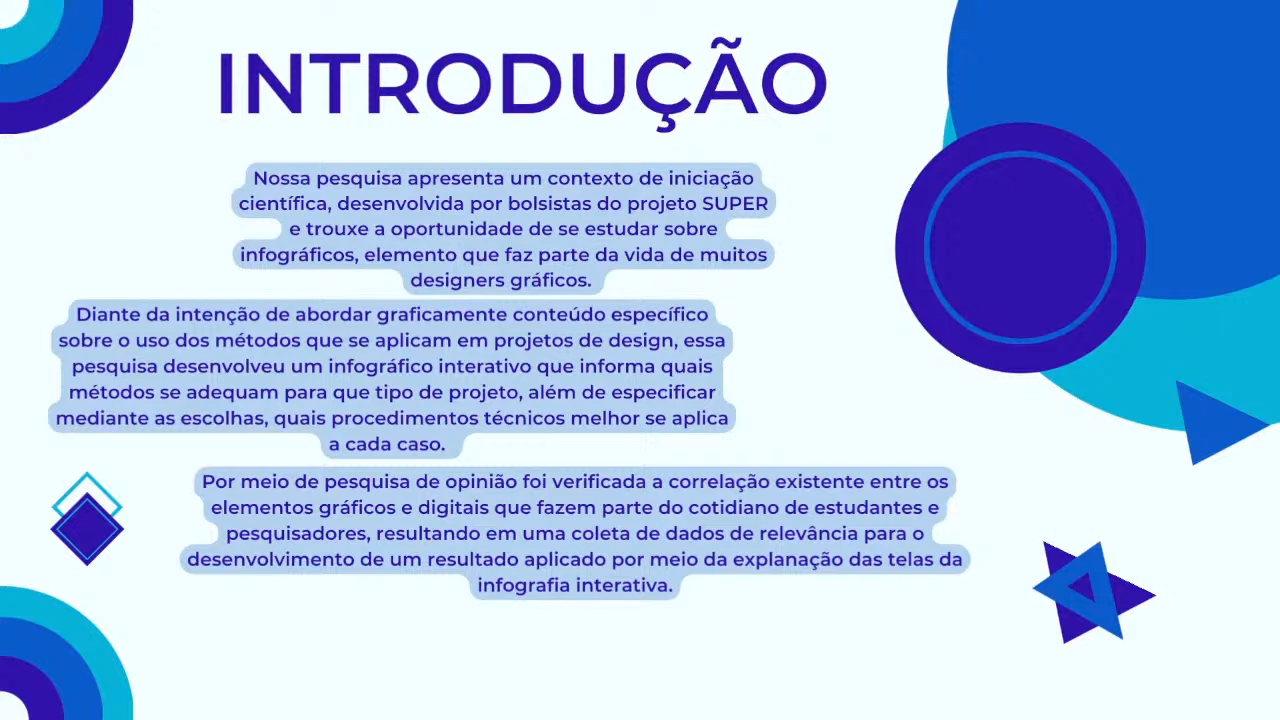 INTRODUÇÃO
Nossa pesquisa apresenta um contexto de iniciação
científica, desenvolvida por bolsistas do projeto SUPER
e trouxe a oportunidade de se estudar sobre
infográficos, elemento que faz parte da vida de muitos
designers gráficos.
Diante da intenção de abordar graficamente conteúdo específico
sobre o uso dos métodos que se aplicam em projetos de design, essa
pesquisa desenvolveu um infográfico interativo que informa quais
métodos se adequam para que tipo de projeto, além de especificar
mediante as escolhas, quais procedimentos técnicos melhor se aplica
a cada caso.
Por meio de pesquisa de opinião foi verificada a correlação existente entre os
elementos gráficos e digitais que fazem parte do cotidiano de estudantes e
pesquisadores, resultando em uma coleta de dados de relevância para o
desenvolvimento de um resultado aplicado por meio da explanação das telas da
infografia interativa.